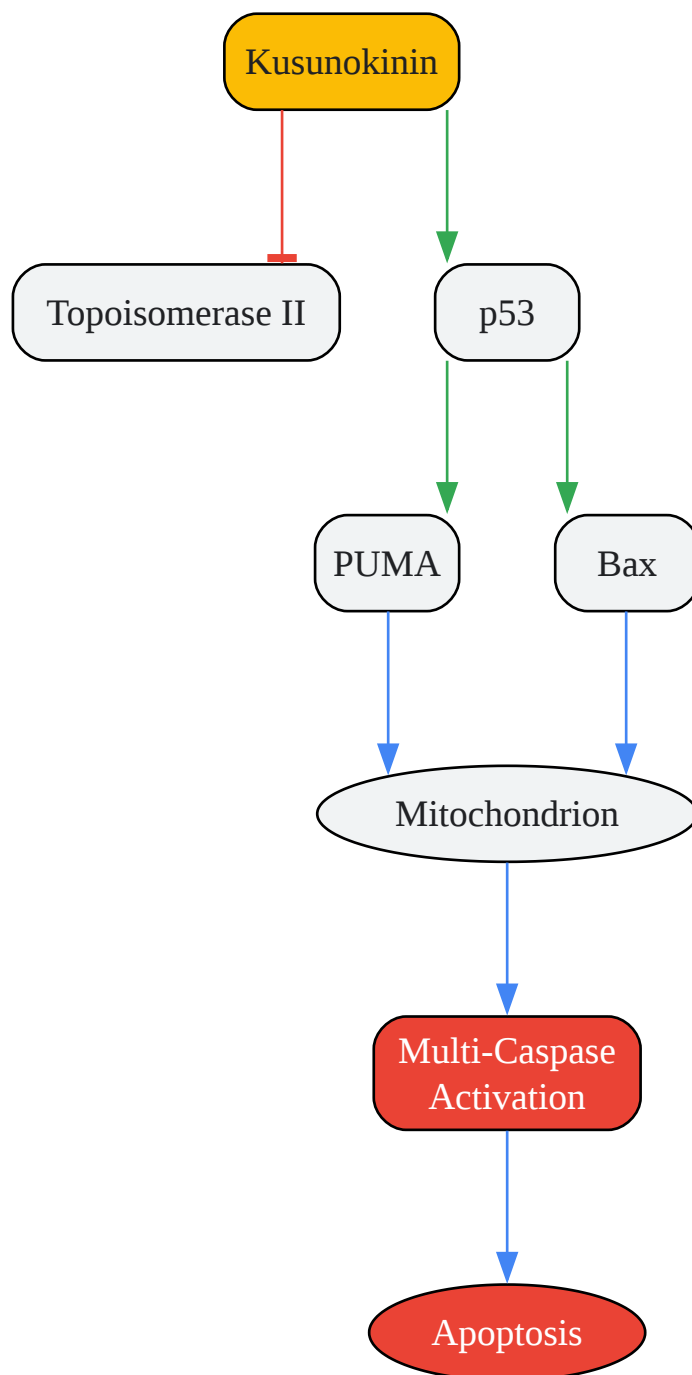 Kusunokinin
Topoisomerase II
p53
PUMA
Bax
Mitochondrion
Multi-Caspase
Activation
Apoptosis